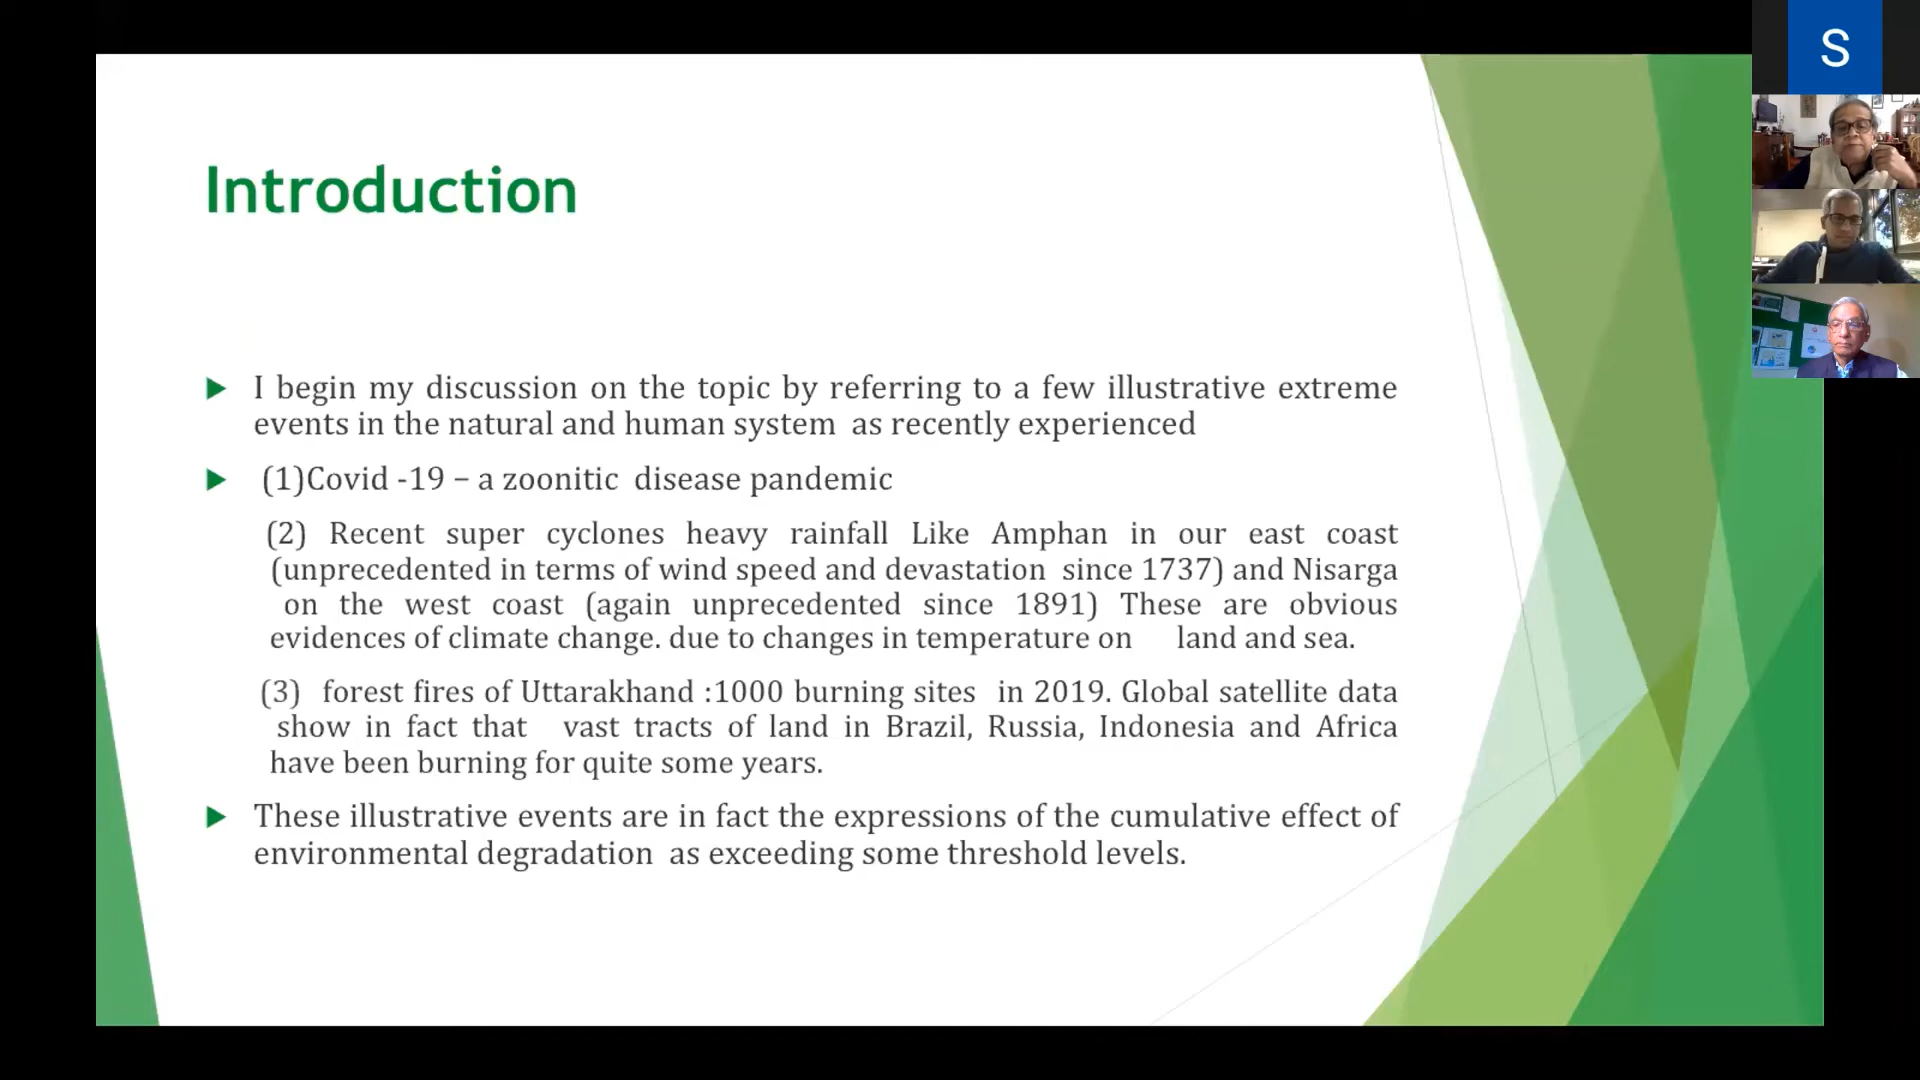 S
Introduction
I begin my discussion on the topic by referring to a few illustrative extreme
events in the natural and human system as recently experienced
(1)Covid -19 – a zoonitic disease pandemic
(2) Recent super cyclones heavy rainfall Like Amphan in our east coast
(unprecedented in terms of wind speed and devastation since 1737) and Nisarga
on the west coast (again unprecedented since 1891) These are obvious
evidences of climate change. due to changes in temperature on land and sea.
(3) forest fires of Uttarakhand :1000 burning sites in 2019. Global satellite data
show in fact that vast tracts of land in Brazil, Russia, Indonesia and Africa
have been burning for quite some years.
These illustrative events are in fact the expressions of the cumulative effect of
environmental degradation as exceeding some threshold levels.